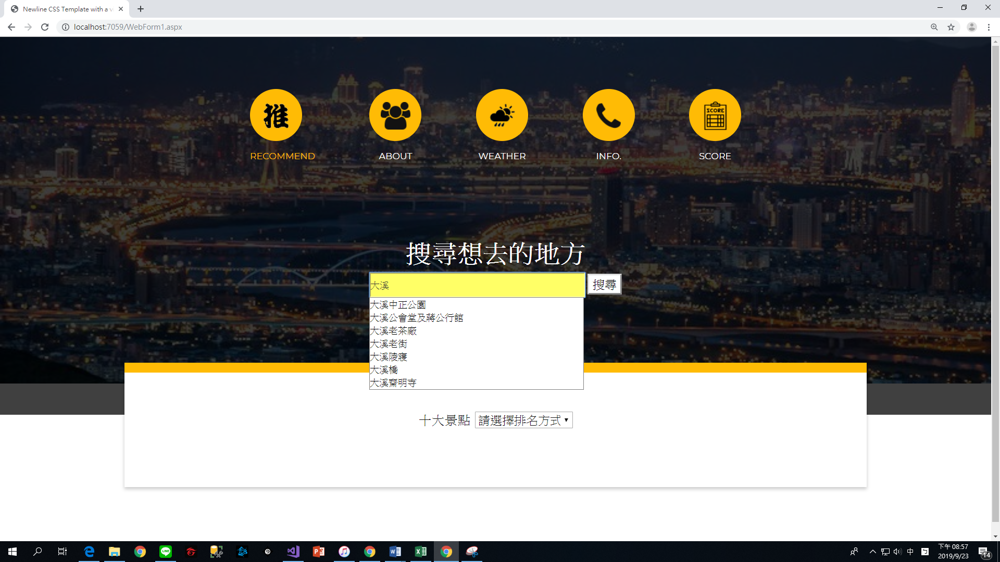 Newline CSS Template with a v
localhost:7059/WebForm1.aspx
推
SCORE
RECOMMEND
ABOUT
WEATHER
INFO.
SCORE
搜尋想去的地方
大溪
搜尋
大溪中正公園
大溪公會堂及蔣公行館
大溪老茶廠
大溪老街
大溪陵寢
大溪橋
大溪齋明寺
十大景點 請選擇排名方式
LINE
中
ㄅ
下午 08:57
2019/9/23
14